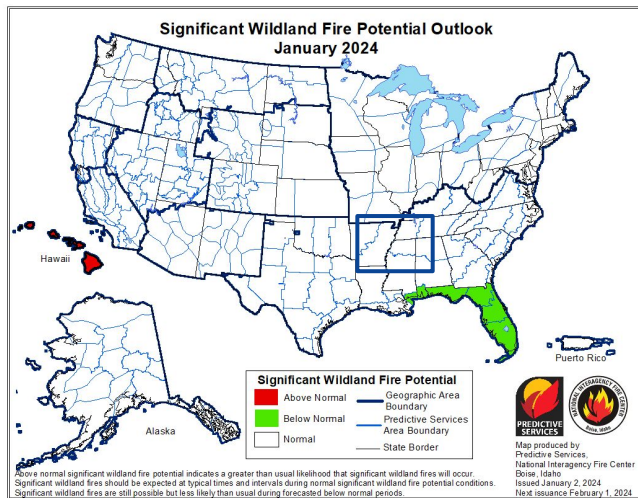 Significant Wildland Fire Potential Outlook
January 2024
Hawaii
Alaska
Puerto Rico
Significant Wildland Fire Potential
Above Normal
Below Normal
Normal
Geographic Area
Boundary
Predictive Services
Area Boundary
State Border
PREDICTIVE
SERVICES
NATIONAL INTERAGENCY FIRE CENTER
Boise, Idaho
Map produced by
Predictive Services,
National Interagency Fire Center
Boise, Idaho
Issued January 2, 2024
Next issuance February 1, 2024
Above normal significant wildland fire potential indicates a greater than usual likelihood that significant wildland fires will occur.
Significant wildland fires should be expected at typical times and intervals during normal significant wildland fire potential conditions.
Significant wildland fires are still possible but less likely than usual during forecasted below normal periods.